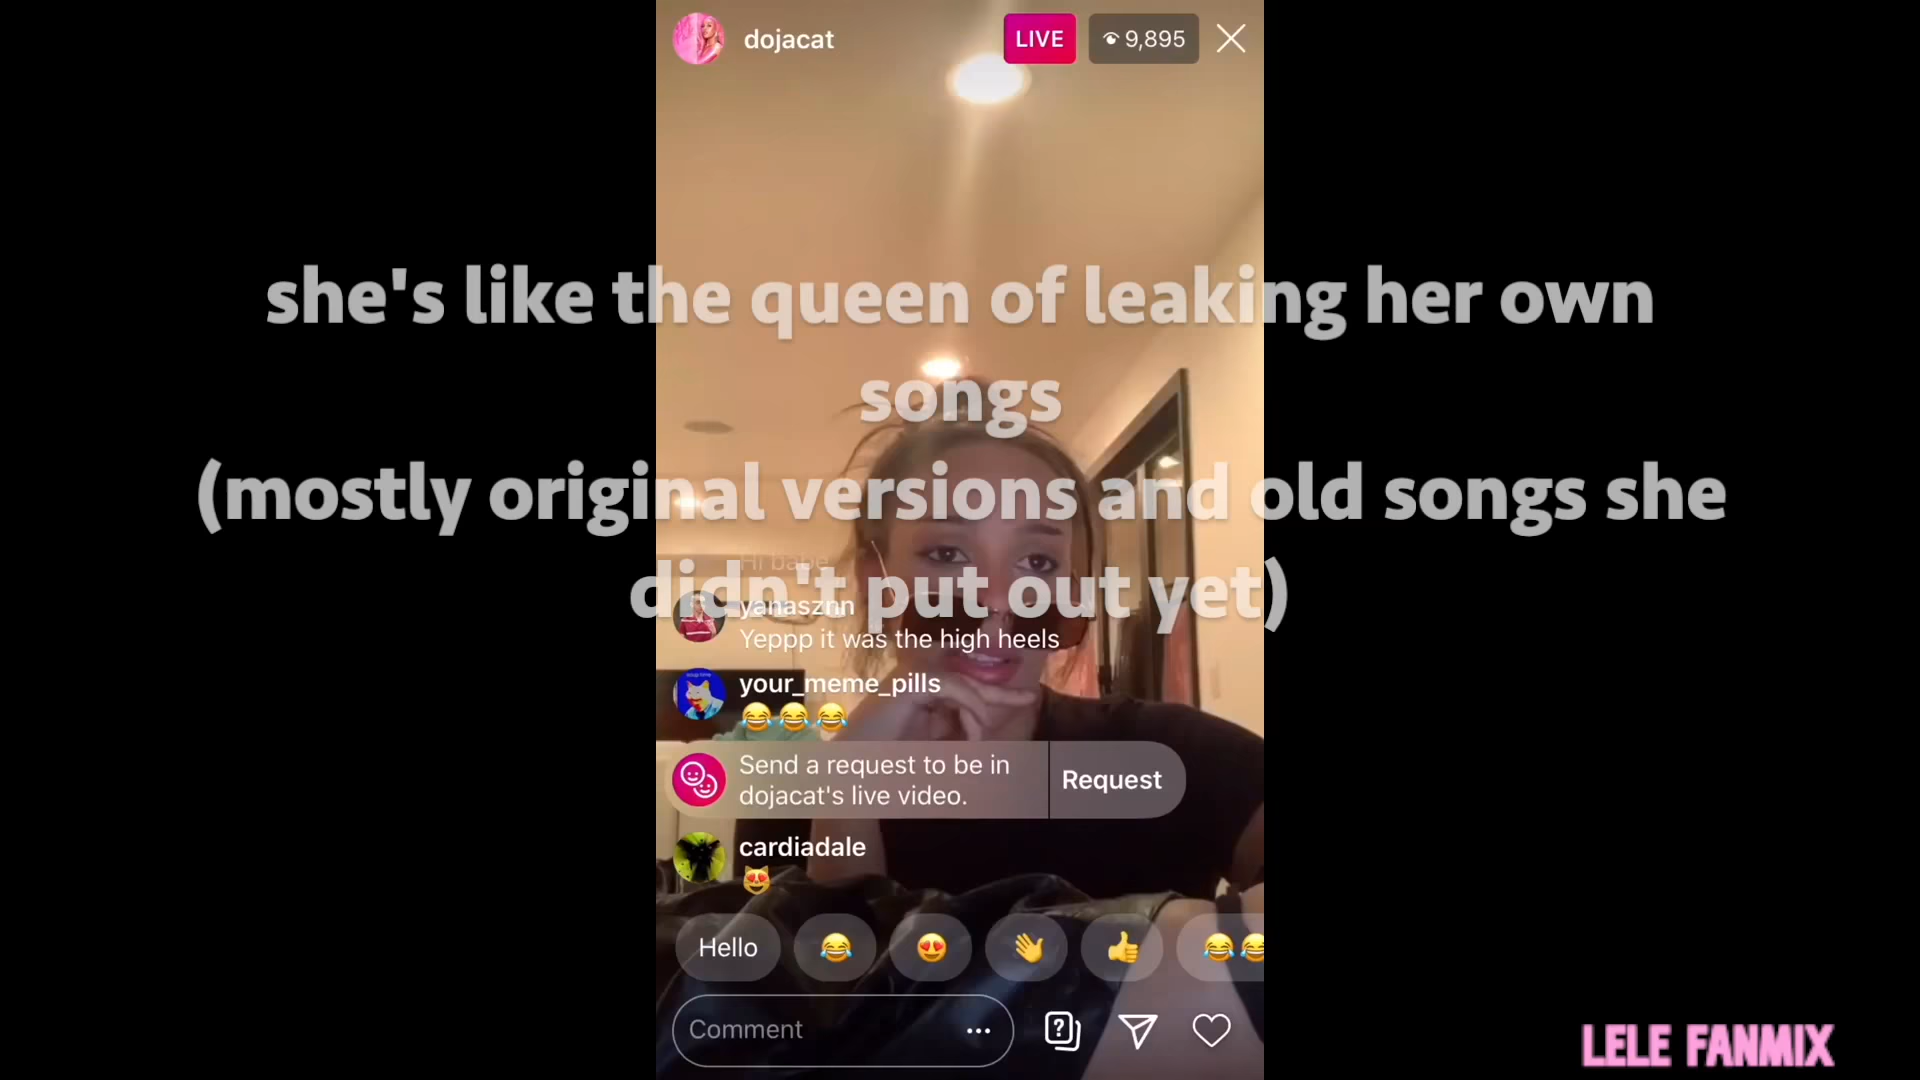 dojacat
LIVE
9,895
she's like the queen of leaking her own
songs
(mostly original versions and old songs she
didn't put out yet)
Hi babe
yanasznn
Yeppp it was the high heels
your_meme_pills
😂😂😂
Send a request to be in
dojacat's live video.
Request
cardiadale
😻
Hello 😂 😍 👋 👍 😂😂
Comment
LELE FANMIX